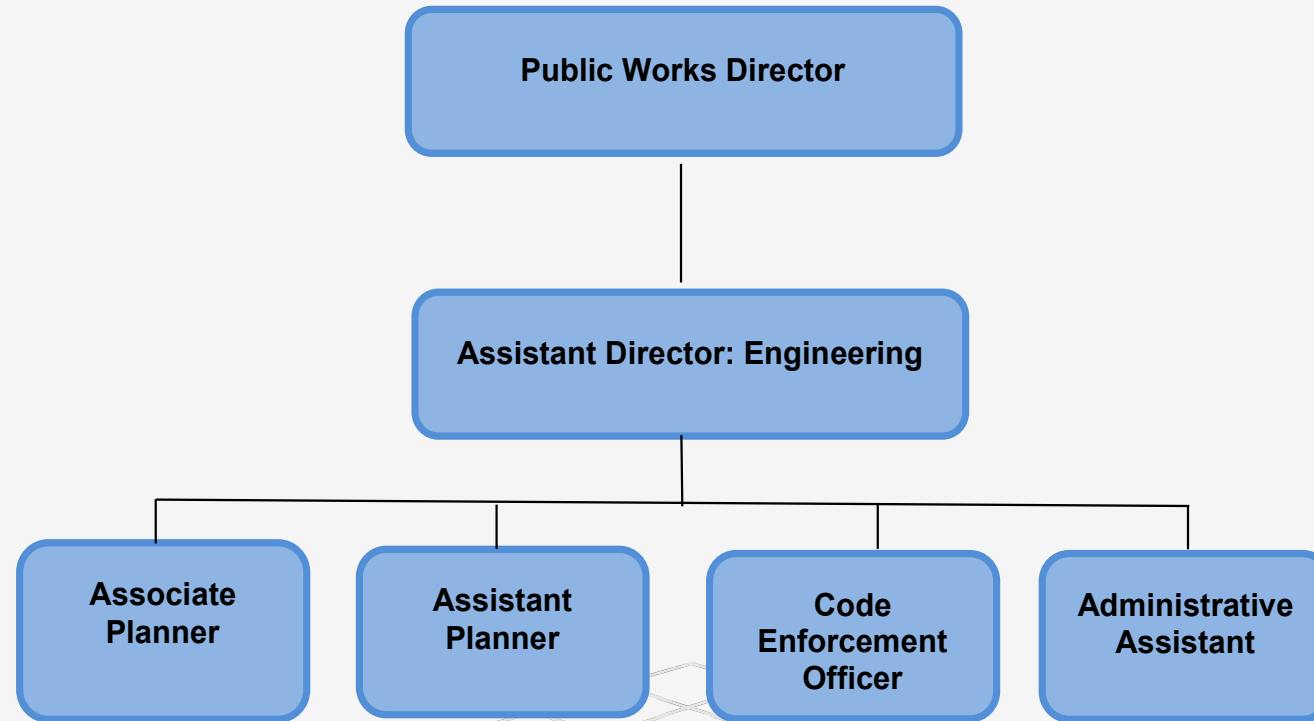 Public Works Director
Assistant Director: Engineering
Associate
Planner
Assistant
Planner
Code
Enforcement
Officer
Administrative
Assistant